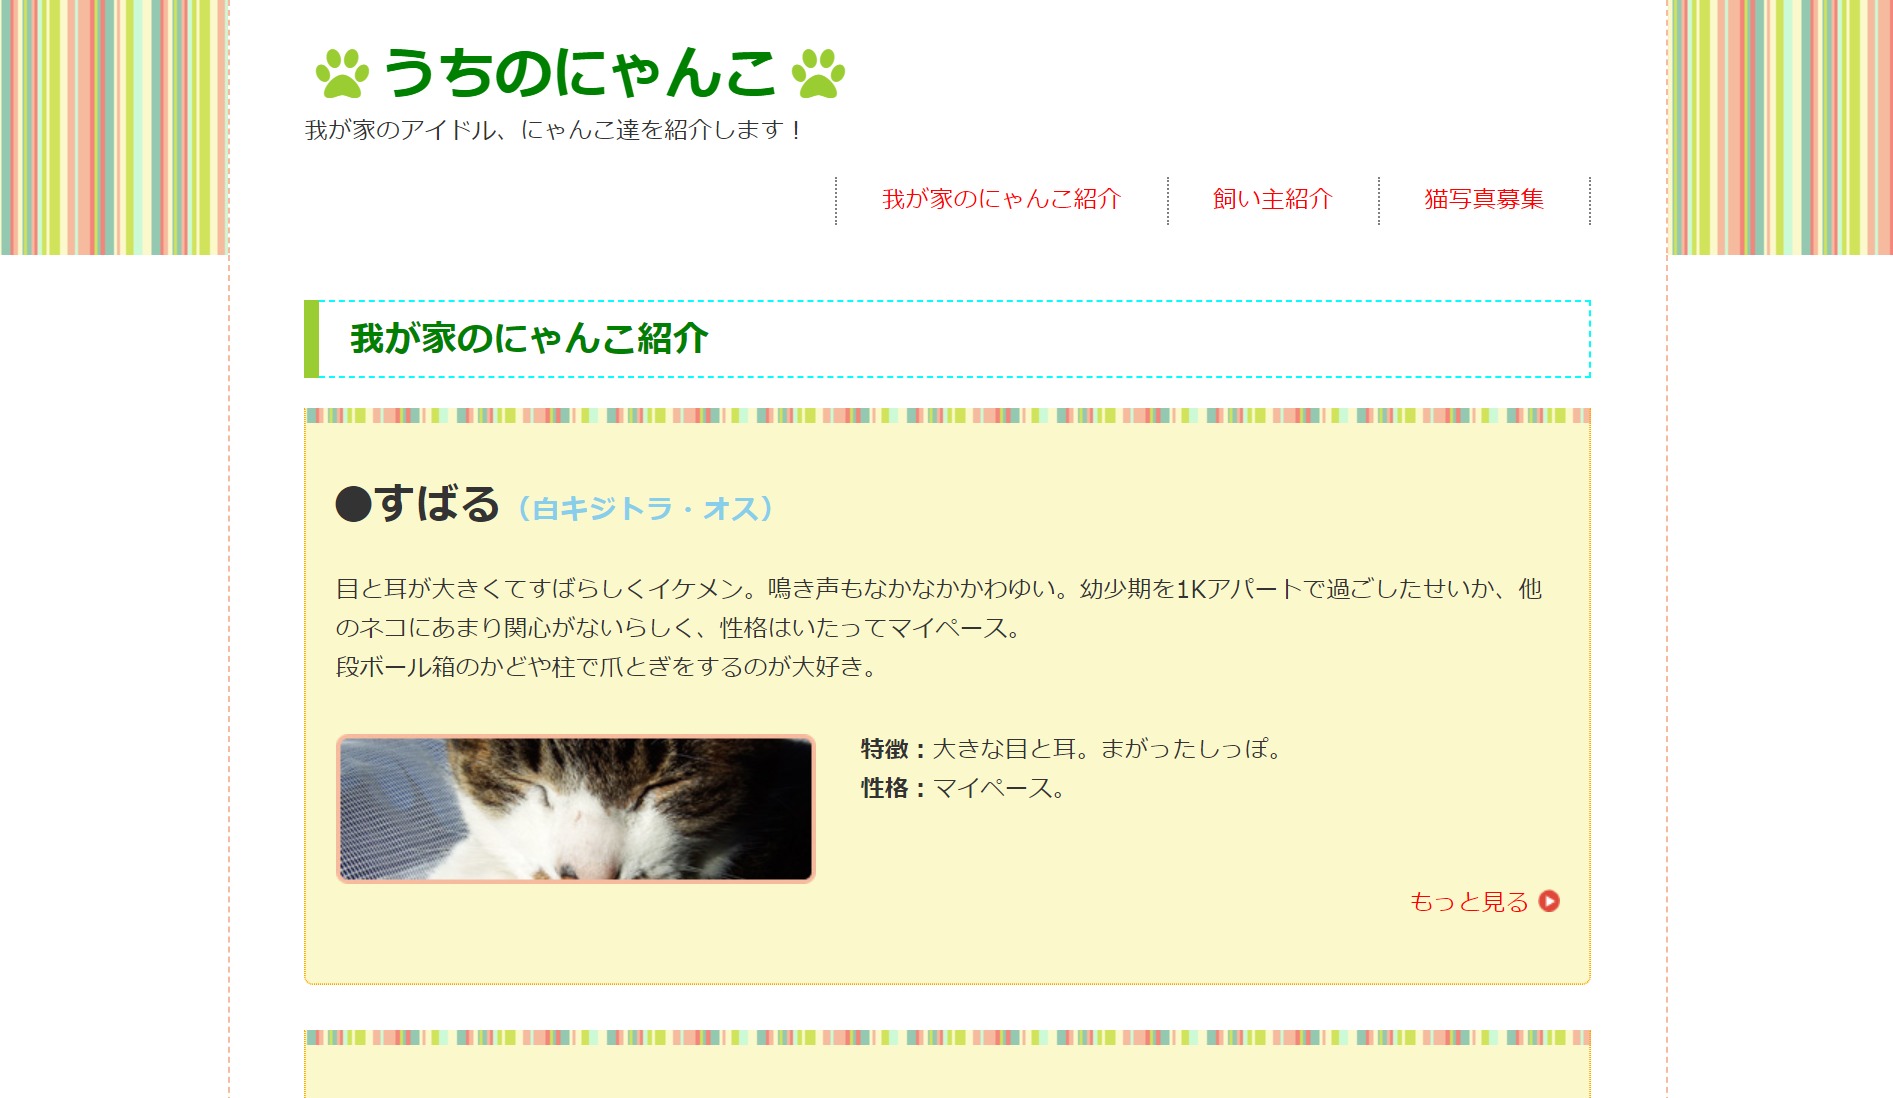 うちのにゃんこ
我が家のアイドル、にゃんこ達を紹介します!
我が家のにゃんこ紹介
飼い主紹介
猫写真募集
我が家のにゃんこ紹介
●すばる(白キジトラ・オス)
目と耳が大きくてすばらしくイケメン。鳴き声もなかなかかわゆい。幼少期を1Kアパートで過ごしたせいか、他
のネコにあまり関心がないらしく、性格はいたってマイペース。
段ボール箱のかどや柱で爪とぎをするのが大好き。
特徴:大きな目と耳。まがったしっぽ。
性格:マイペース。
もっと見る